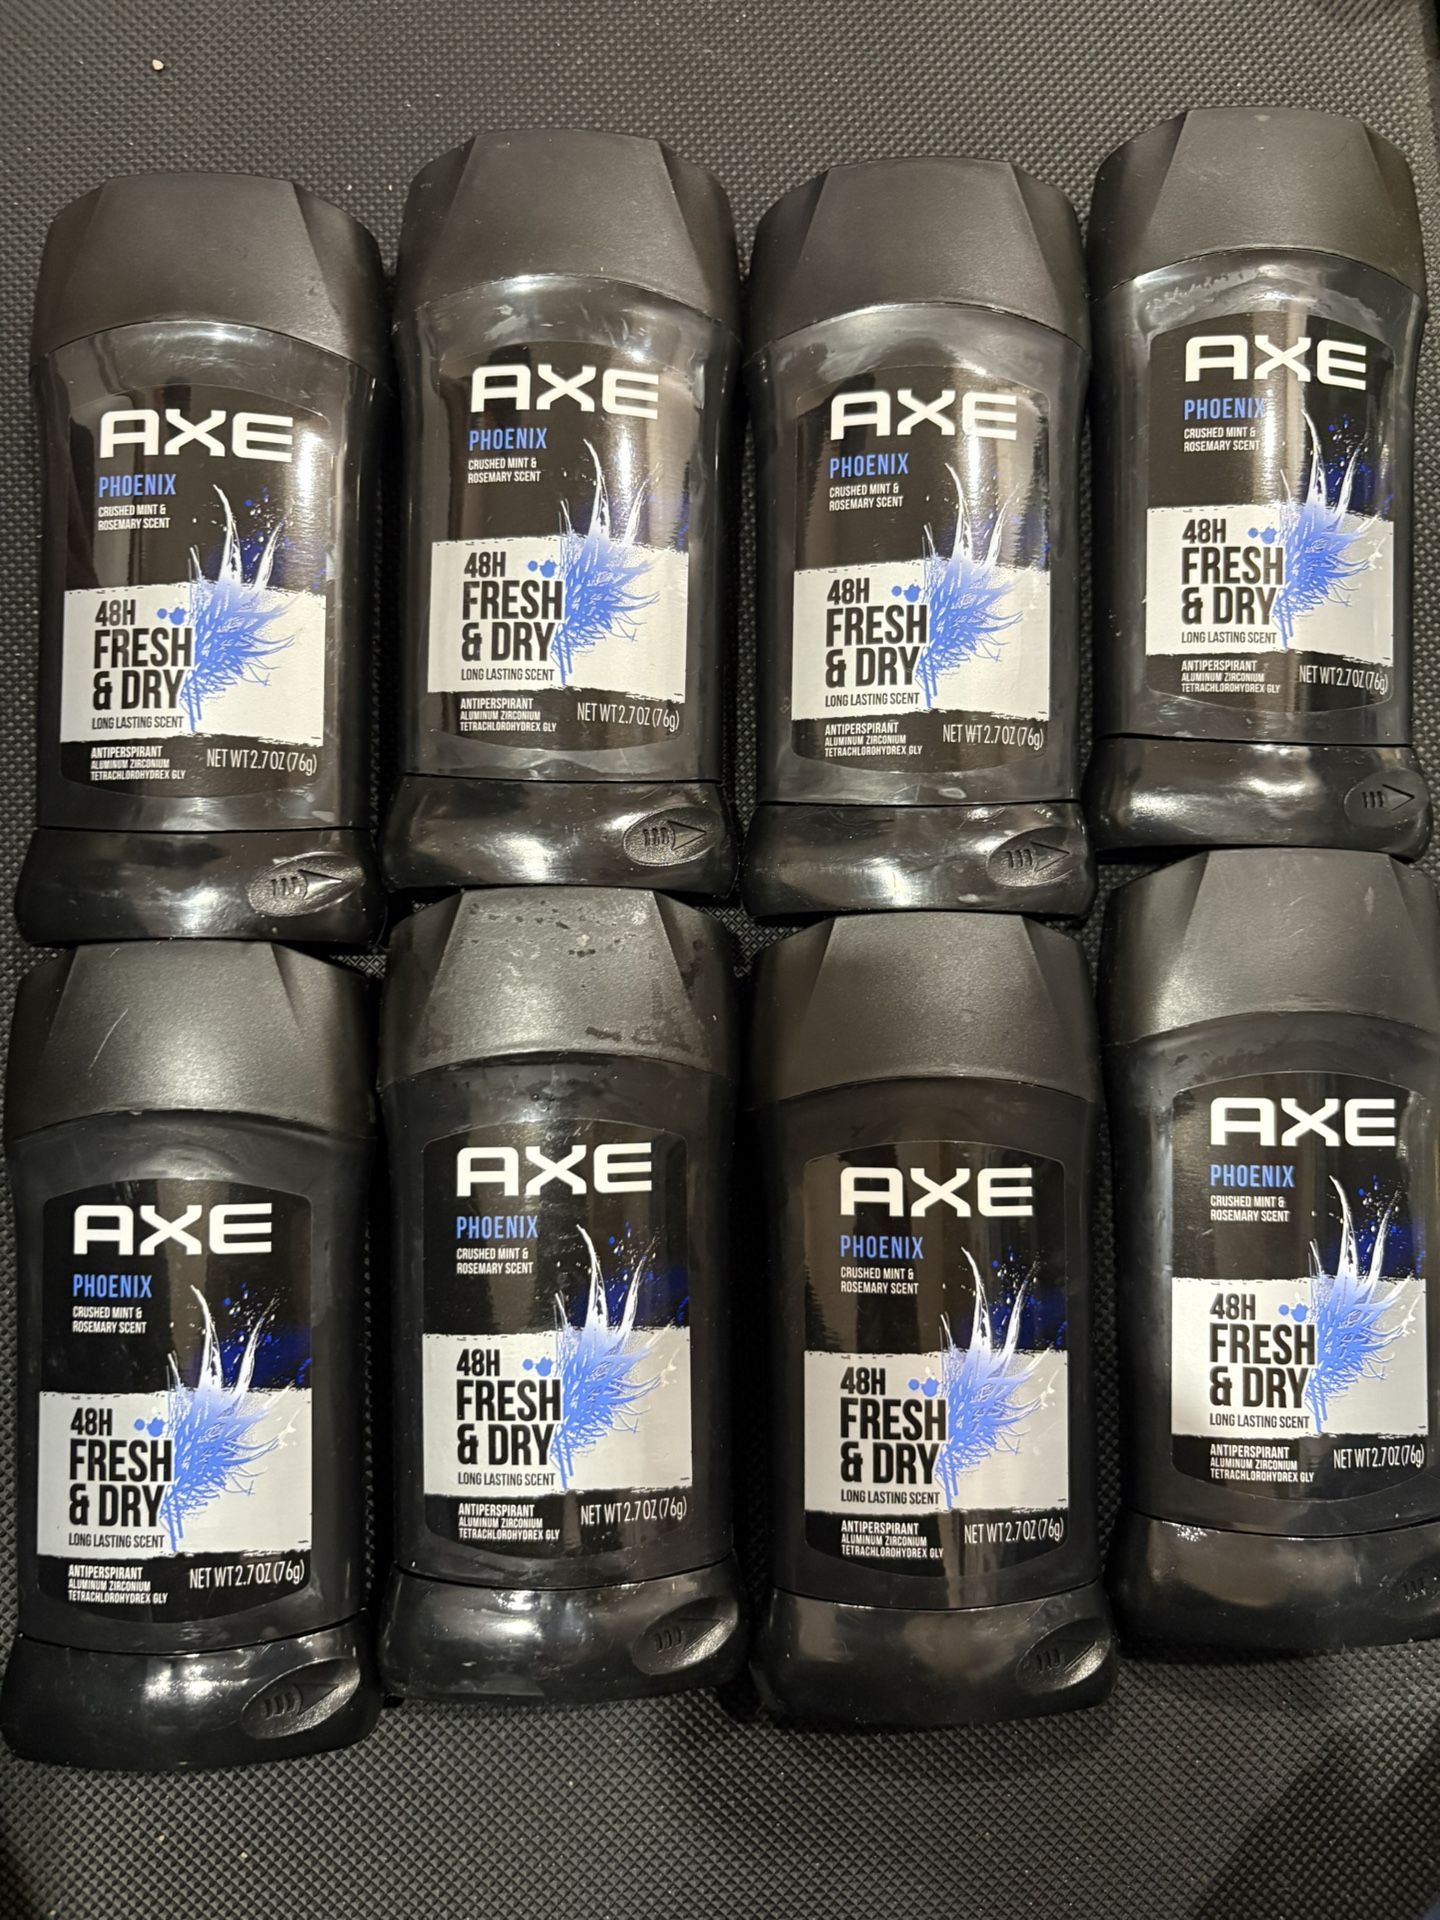 AXE
PHOENIX
CRUSHED MINT &
ROSEMARY SCENT
48H
FRESH
& DRY
LONG LASTING SCENT
ANTIPERSPIRANT
ALUMINUM ZIRCONIUM
TETRACHLOROHYDREX GLY
NET WT 2.7 OZ (76g)
AXE
PHOENIX
CRUSHED MINT &
ROSEMARY SCENT
48H
FRESH
& DRY
LONG LASTING SCENT
ANTIPERSPIRANT
ALUMINUM ZIRCONIUM
TETRACHLOROHYDREX GLY
NET WT 2.7 OZ (76g)
AXE
PHOENIX
CRUSHED MINT &
ROSEMARY SCENT
48H
FRESH
& DRY
LONG LASTING SCENT
ANTIPERSPIRANT
ALUMINUM ZIRCONIUM
TETRACHLOROHYDREX GLY
NET WT 2.7 OZ (76g)
AXE
PHOENIX
CRUSHED MINT &
ROSEMARY SCENT
48H
FRESH
& DRY
LONG LASTING SCENT
ANTIPERSPIRANT
ALUMINUM ZIRCONIUM
TETRACHLOROHYDREX GLY
NET WT 2.7 OZ (76g)
AXE
PHOENIX
CRUSHED MINT &
ROSEMARY SCENT
48H
FRESH
& DRY
LONG LASTING SCENT
ANTIPERSPIRANT
ALUMINUM ZIRCONIUM
TETRACHLOROHYDREX GLY
NET WT 2.7 OZ (76g)
AXE
PHOENIX
CRUSHED MINT &
ROSEMARY SCENT
48H
FRESH
& DRY
LONG LASTING SCENT
ANTIPERSPIRANT
ALUMINUM ZIRCONIUM
TETRACHLOROHYDREX GLY
NET WT 2.7 OZ (76g)
AXE
PHOENIX
CRUSHED MINT &
ROSEMARY SCENT
48H
FRESH
& DRY
LONG LASTING SCENT
ANTIPERSPIRANT
ALUMINUM ZIRCONIUM
TETRACHLOROHYDREX GLY
NET WT 2.7 OZ (76g)
AXE
PHOENIX
CRUSHED MINT &
ROSEMARY SCENT
48H
FRESH
& DRY
LONG LASTING SCENT
ANTIPERSPIRANT
ALUMINUM ZIRCONIUM
TETRACHLOROHYDREX GLY
NET WT 2.7 OZ (76g)